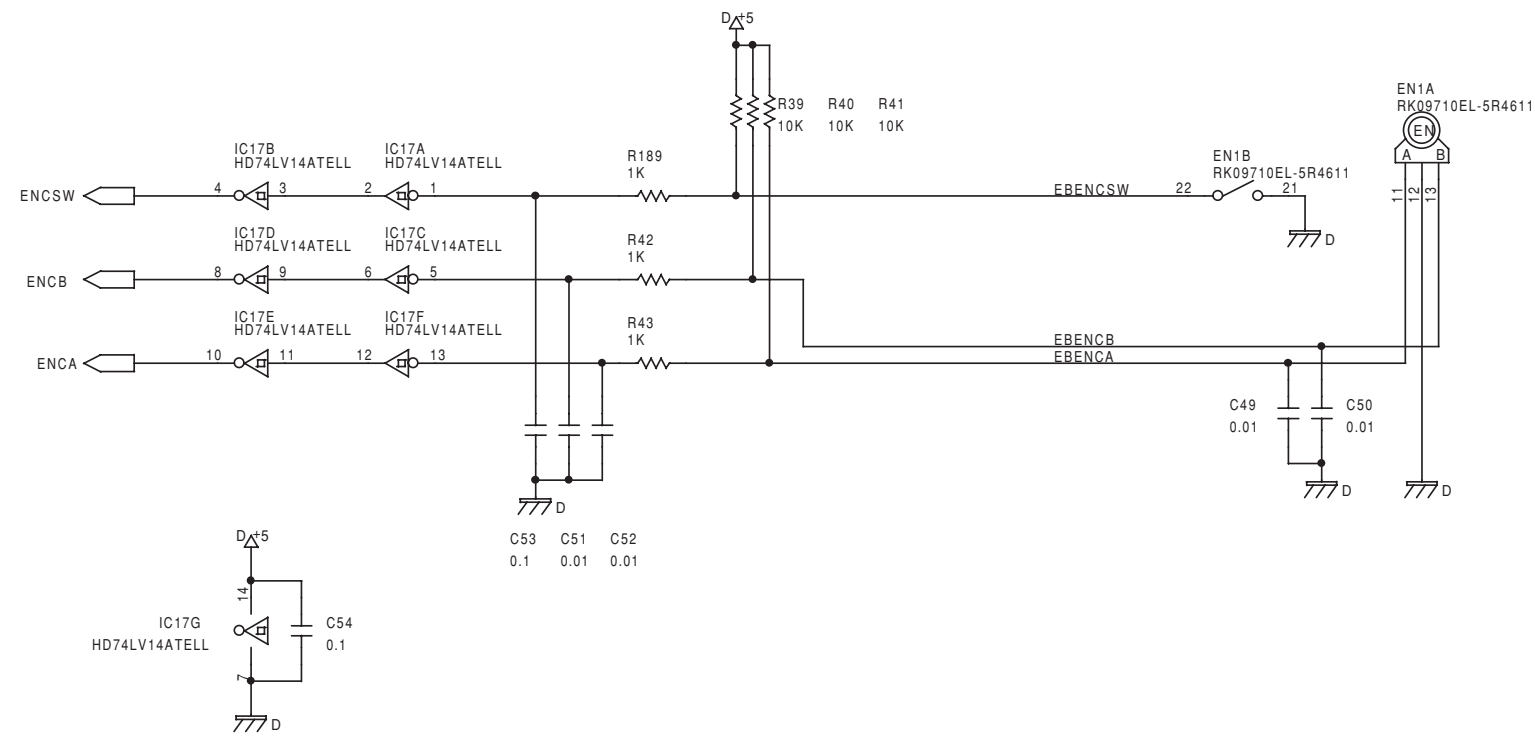 D +5
R39 R40 R41
10K 10K 10K
EN1A
RK09710EL-5R4611
EN
A B
11 12 13
IC17B
HD74LV14ATELL
IC17A
HD74LV14ATELL
R189
1K
EN1B
RK09710EL-5R4611
ENCSW 4 3 2 1 EBENCSW 22 21
D
IC17D
HD74LV14ATELL
IC17C
HD74LV14ATELL
R42
1K
ENCB 8 9 6 5
IC17E
HD74LV14ATELL
IC17F
HD74LV14ATELL
R43
1K
EBENCB
ENCA 10 11 12 13 EBENCA
C49
0.01
C50
0.01
D
D
D
C53 C51 C52
0.1 0.01 0.01
D +5
14
IC17G
HD74LV14ATELL
C54
0.1
7
D